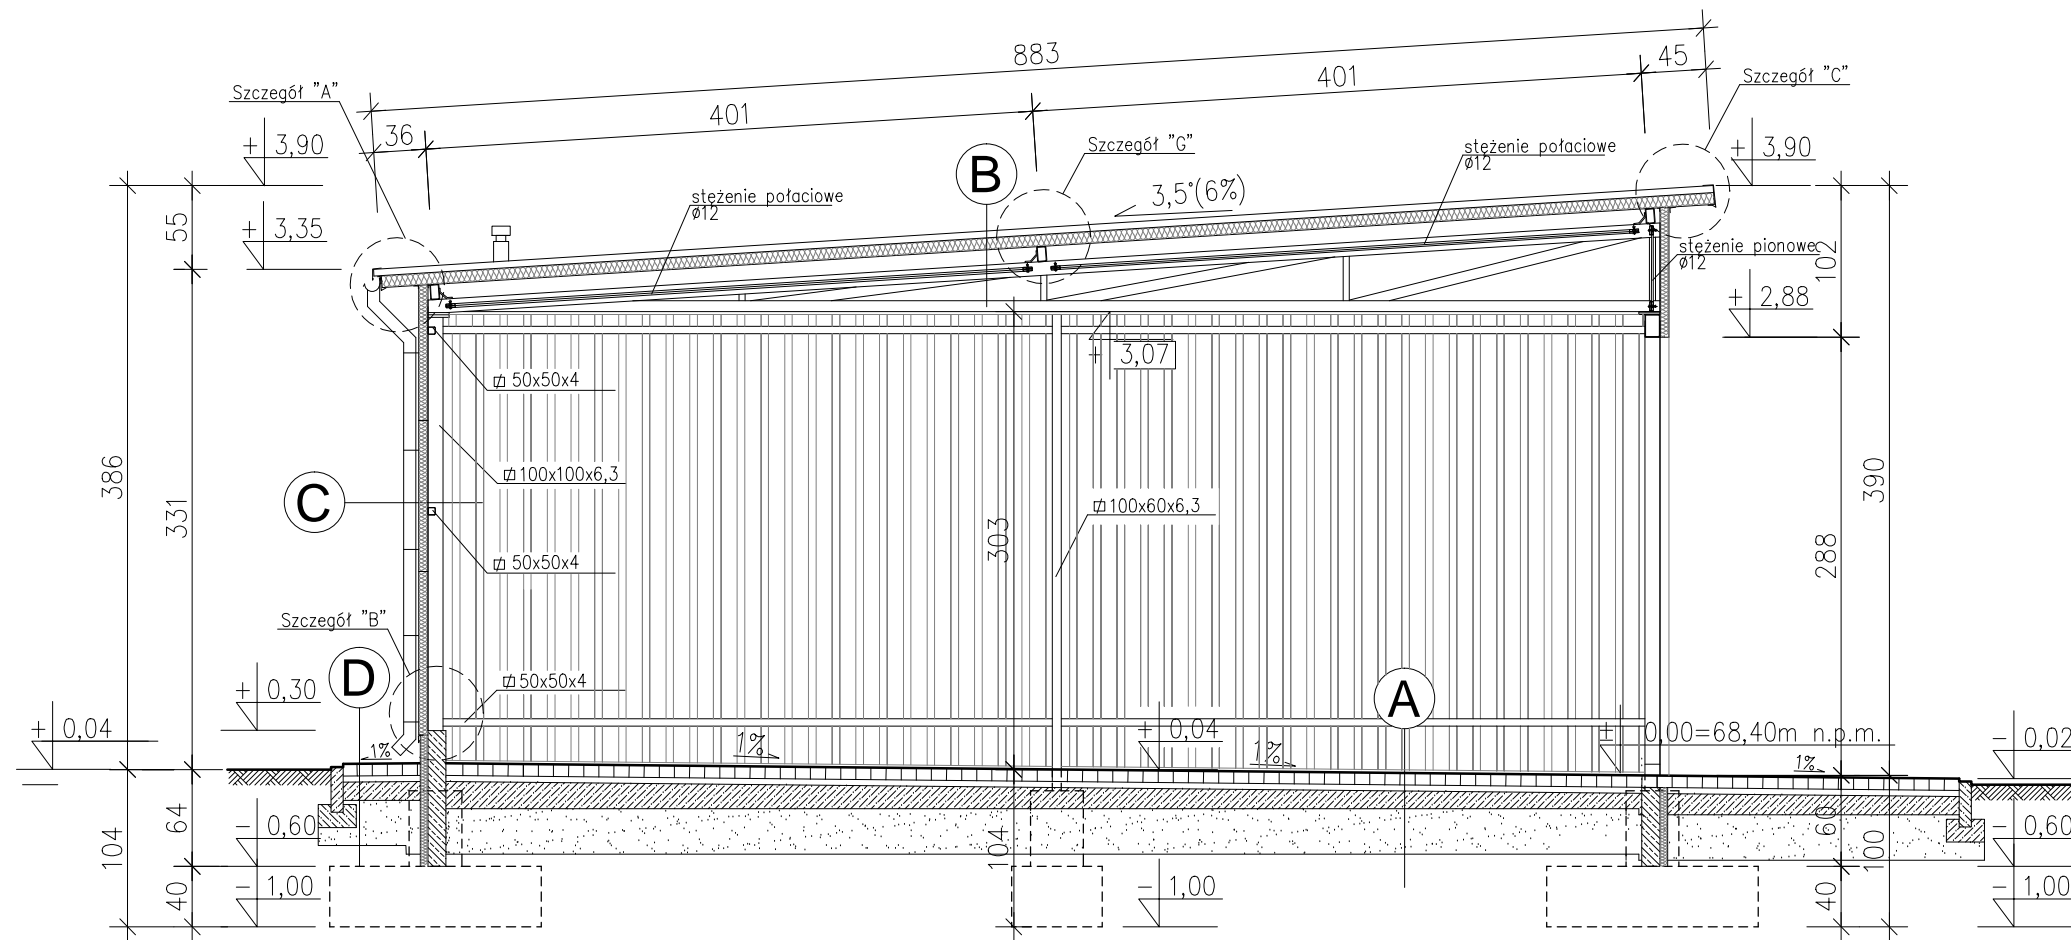 883
45
401
401
36
Szczegół "A"
Szczegół "C"
+ 3,90
Szczegół "G"
stężenie połaciowe
ø12
+ 3,90
B
3,5°(6%)
stężenie połaciowe
ø12
55
+ 3,35
stężenie pionowe
ø12
102
+ 2,88
+ 3,07
50x50x4
386
100x100x6,3
390
C
331
100x60x6,3
303
288
50x50x4
Szczegół "B"
D
50x50x4
+ 0,30
A
+ 0,04
1%
1%
+ 0,04
1%
± 0,00=68,40m n.p.m.
1%
- 0,02
64
- 0,60
104
104
60
100
- 0,60
40
- 1,00
- 1,00
40
- 1,00